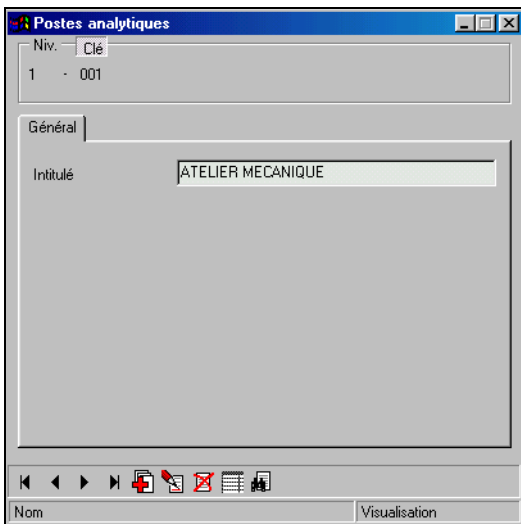 Postes analytiques
Niv. Clé
1 - 001
Général
Intitulé ATELIER MECANIQUE
Nom Visualisation